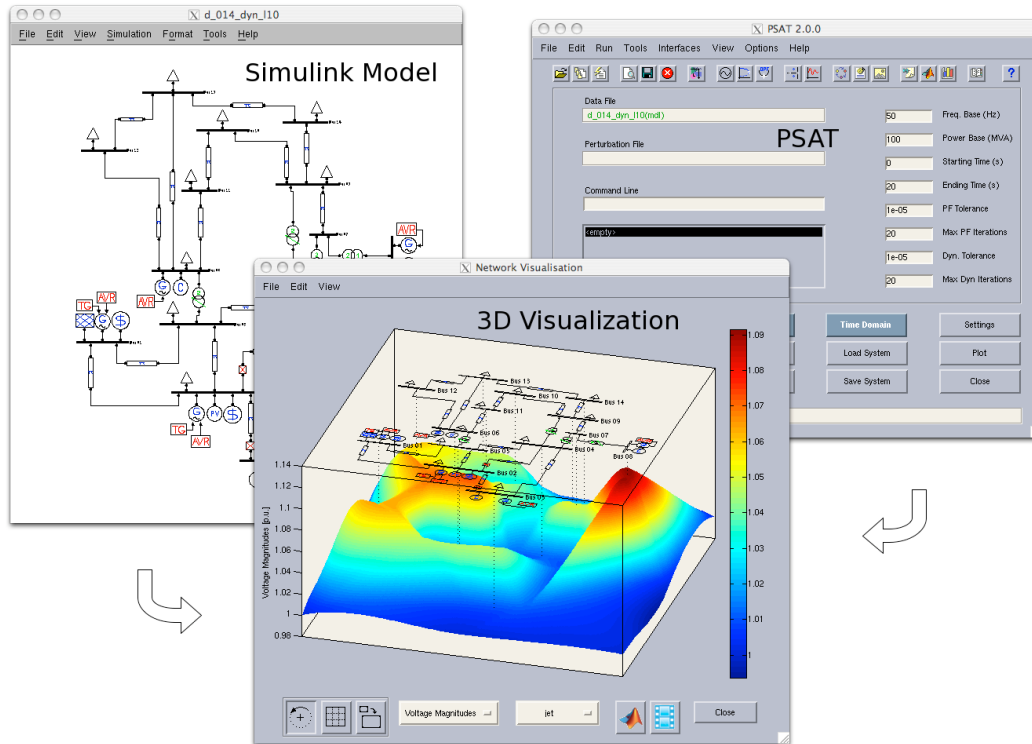 d_014_dyn_l10
File Edit View Simulation Format Tools Help
Simulink Model
AVR
TG
AVR
AVR
PV
TG
AVR
PSAT 2.0.0
File Edit Run Tools Interfaces View Options Help
Data File
d_014_dyn_l10(mdl)
PSAT
Perturbation File
Command Line
<empty>
50 Freq. Base (Hz)
100 Power Base (MVA)
0 Starting Time (s)
20 Ending Time (s)
1e-05 PF Tolerance
20 Max PF Iterations
1e-05 Dyn. Tolerance
20 Max Dyn Iterations
Time Domain Settings
Load System Plot
Save System Close
Network Visualisation
File Edit View
3D Visualization
Bus 13
Bus 12
Bus 10
Bus 14
Bus 11
Bus 09
Bus 06
Bus 07
Bus 01
Bus 04
Bus 02
Voltage Magnitudes [p.u.]
1.14
1.12
1.1
1.08
1.06
1.04
1.02
1
0.98
1.09
1.08
1.07
1.06
1.05
1.04
1.03
1.02
1.01
1
Voltage Magnitudes
jet
Close